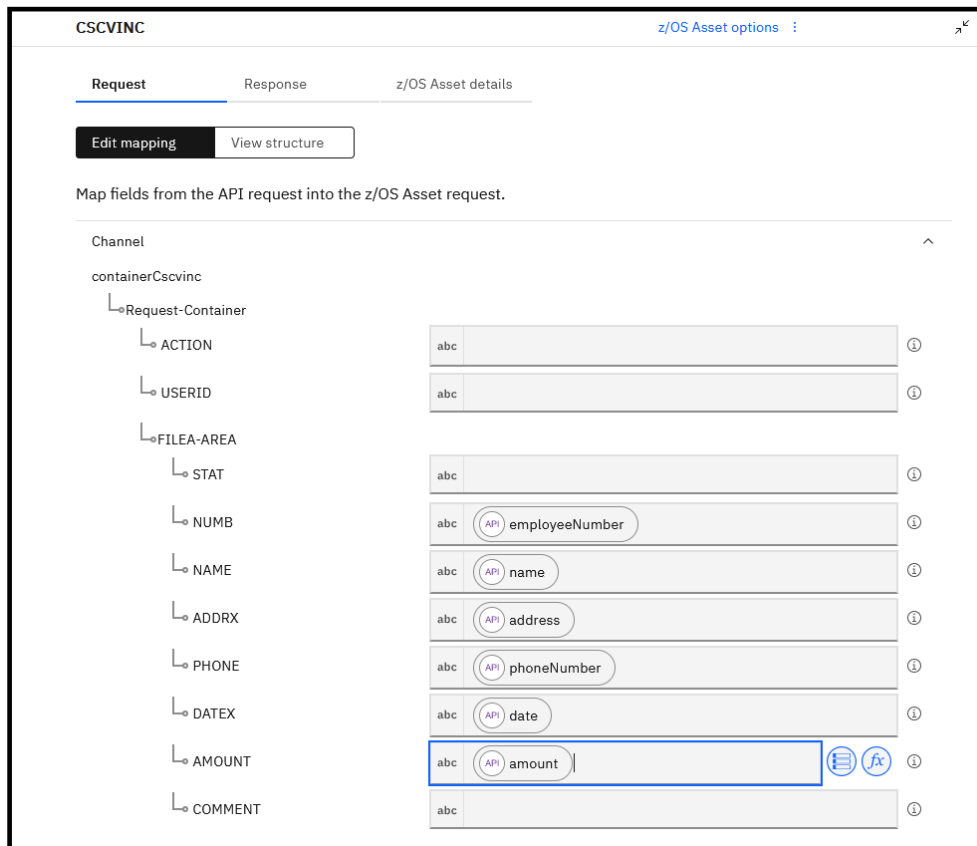 CSCVINC z/OS Asset options
Request Response z/OS Asset details
Edit mapping View structure
Map fields from the API request into the z/OS Asset request.
Channel
containerCscvinc
Request-Container
ACTION abc
USERID abc
FILEA-AREA
STAT abc
NUMB abc API employeeNumber
NAME abc API name
ADDRX abc API address
PHONE abc API phoneNumber
DATEX abc API date
AMOUNT abc API amount fx
COMMENT abc